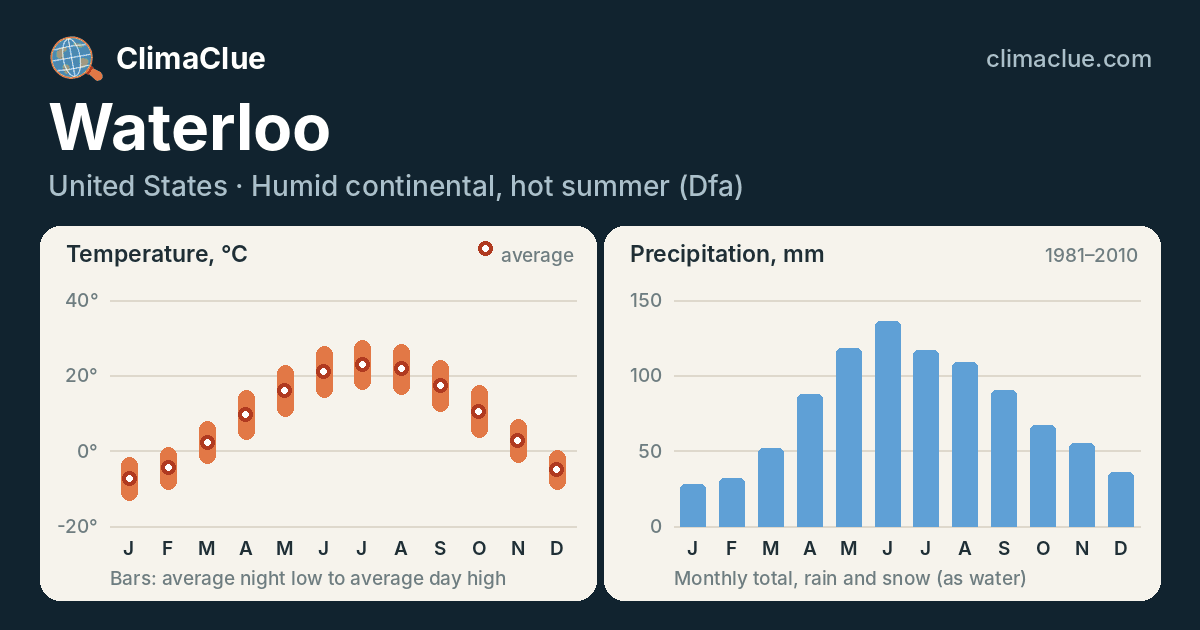 ClimaClue
climaclue.com
Waterloo
United States · Humid continental, hot summer (Dfa)
Temperature, °C
average
40°
20°
0°
-20°
J F M A M J J A S O N D
Bars: average night low to average day high
Precipitation, mm
1981–2010
150
100
50
0
J F M A M J J A S O N D
Monthly total, rain and snow (as water)